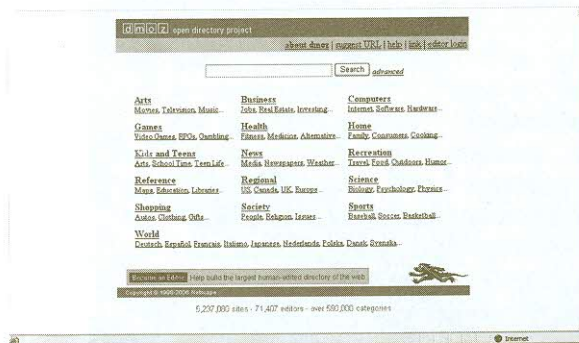 dmoz open directory project
about dmoz | suggest URL | help | link | editor login
Search advanced
Arts Business Computers
Movies, Television, Music... Jobs, Real Estate, Investing... Internet, Software, Hardware...
Games Health Home
Video Games, RPGs, Gambling... Fitness, Medicine, Alternative... Family, Consumers, Cooking...
Kids and Teens News Recreation
Arts, School Time, Teen Life... Media, Newspapers, Weather... Travel, Food, Outdoors, Humor...
Reference Regional Science
Maps, Education, Libraries... US, Canada, UK, Europe... Biology, Psychology, Physics...
Shopping Society Sports
Autos, Clothing, Gifts... People, Religion, Issues... Baseball, Soccer, Basketball...
World
Deutsch, Español, Français, Italiano, Japanese, Nederlands, Polska, Dansk, Svenska...
Become an Editor Help build the largest human-edited directory of the web
Copyright © 1998-2006 Netscape
5,237,080 sites - 71,407 editors - over 590,000 categories
Internet